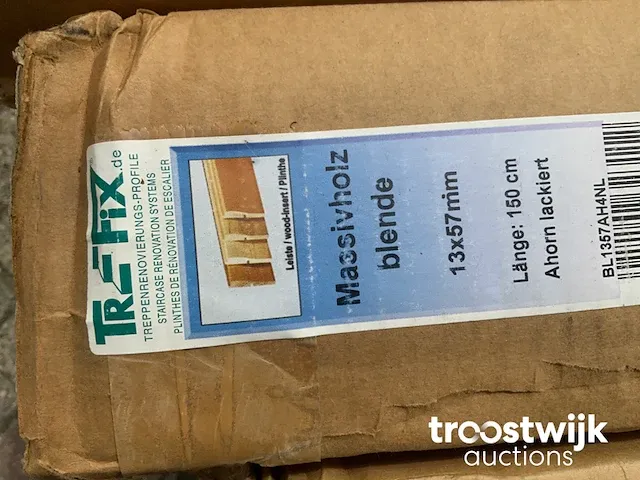 TRE-FiX.de
TREPPENRENOVIERUNGS-PROFILE
STAIRCASE RENOVATION SYSTEMS
PLINTHES DE RENOVATION DE ESCALIER
Leiste / wood-insert / Plinthe
Massivholz
blende
13x57mm
Länge: 150 cm
Ahorn lackiert
BL1357AH4NL
troostwijk
auctions